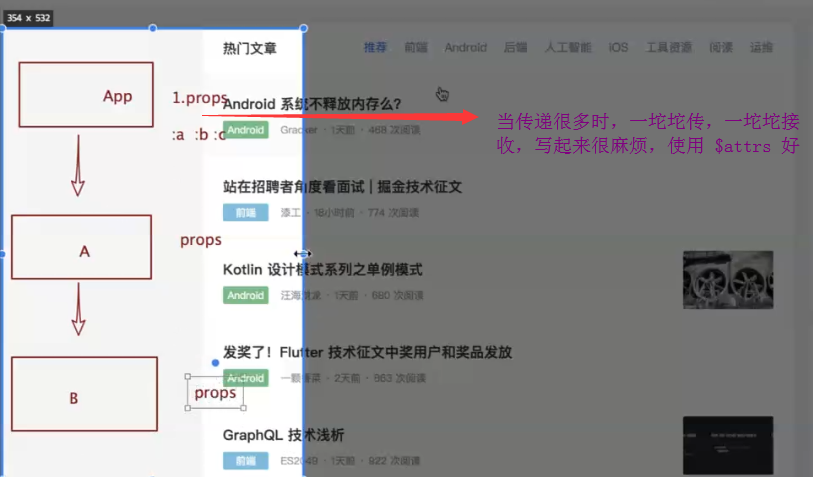 354 x 532
热门文章
推荐 前端 Android 后端 人工智能 iOS 工具资源 阅读 运维
App
1.props
Android 系统不释放内存么?
:a :b :c
Android Gracker · 1天前 · 468 次阅读
当传递很多时，一坨坨传，一坨坨接
收，写起来很麻烦，使用 $attrs 好
站在招聘者角度看面试 | 掘金技术征文
前端 漆工 · 18小时前 · 774 次阅读
A
props
Kotlin 设计模式系列之单例模式
Android 汪海 · 1天前 · 680 次阅读
发奖了! Flutter 技术征文中奖用户和奖品发放
Android 一颗 菜 · 2天前 · 863 次阅读
B
props
GraphQL 技术浅析
前端 ES2049 · 1天前 · 922 次阅读